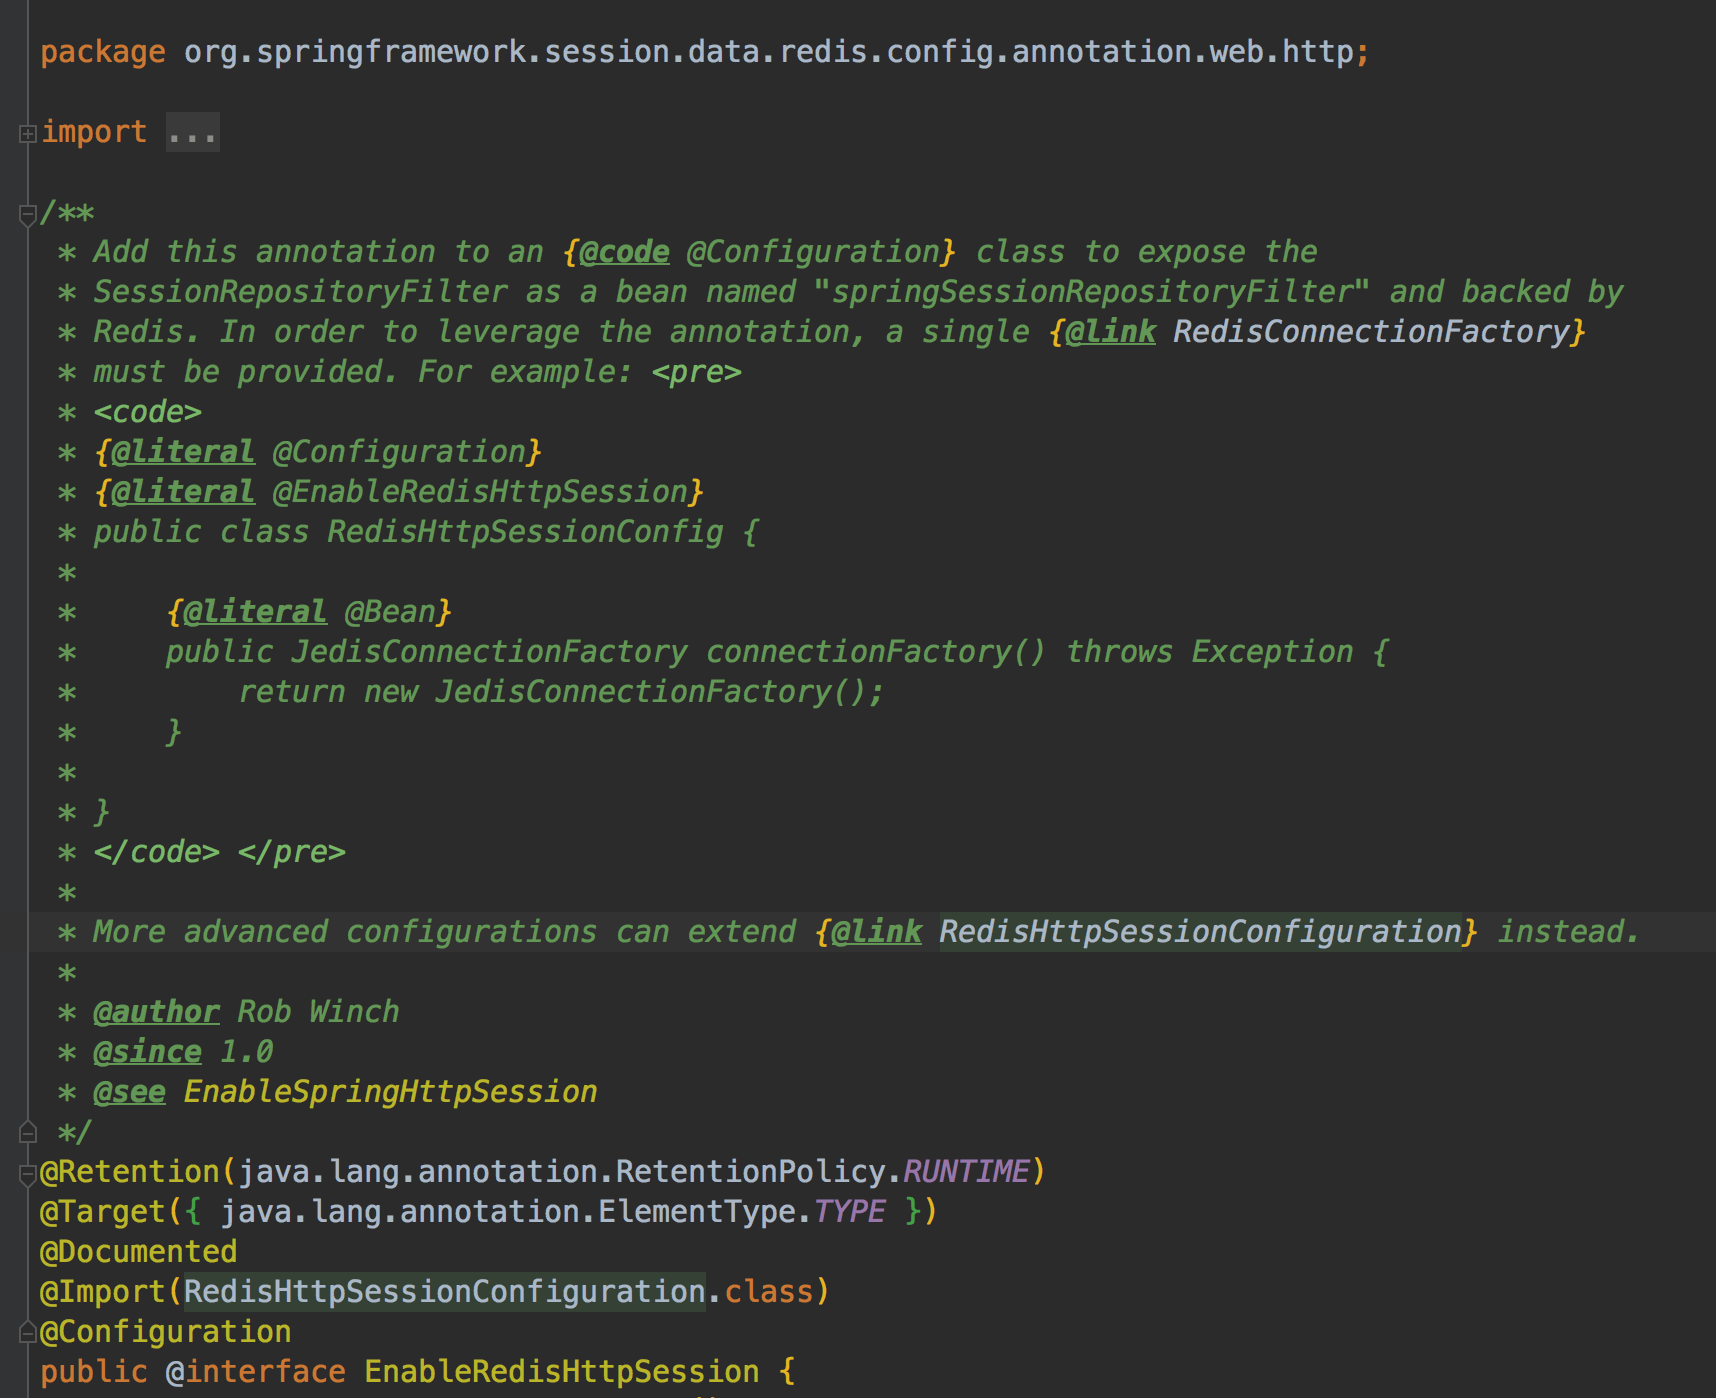 package org.springframework.session.data.redis.config.annotation.web.http;
import ...
/**
* Add this annotation to an {@code @Configuration} class to expose the
* SessionRepositoryFilter as a bean named "springSessionRepositoryFilter" and backed by
* Redis. In order to leverage the annotation, a single {@link RedisConnectionFactory}
* must be provided. For example: <pre>
* <code>
* {@literal @Configuration}
* {@literal @EnableRedisHttpSession}
* public class RedisHttpSessionConfig {
*
*     {@literal @Bean}
*     public JedisConnectionFactory connectionFactory() throws Exception {
*         return new JedisConnectionFactory();
*     }
*
* }
* </code> </pre>
*
* More advanced configurations can extend {@link RedisHttpSessionConfiguration} instead.
*
* @author Rob Winch
* @since 1.0
* @see EnableSpringHttpSession
*/
@Retention(java.lang.annotation.RetentionPolicy.RUNTIME)
@Target({ java.lang.annotation.ElementType.TYPE })
@Documented
@Import(RedisHttpSessionConfiguration.class)
@Configuration
public @interface EnableRedisHttpSession {